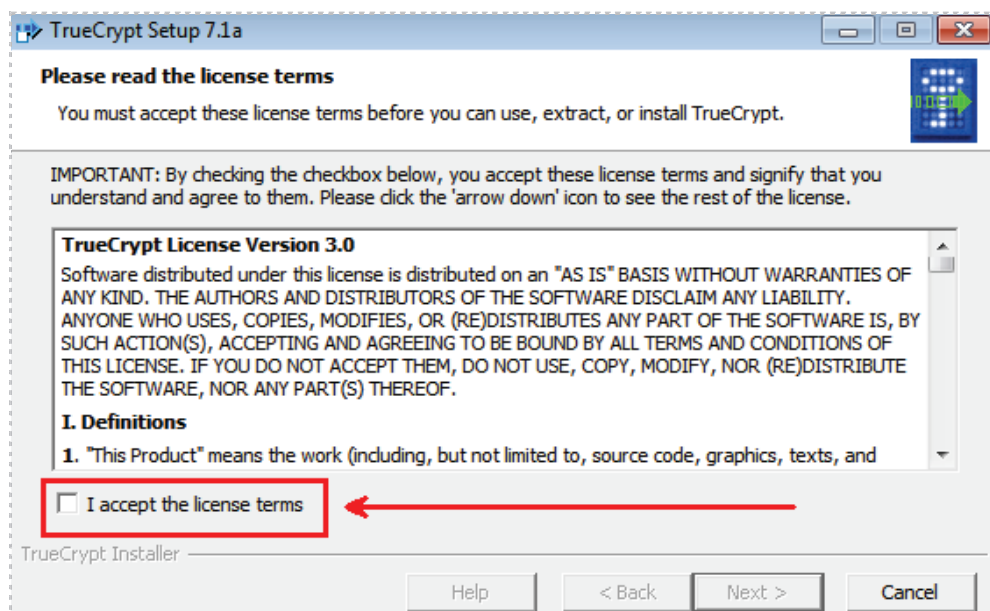 TrueCrypt Setup 7.1a
Please read the license terms
You must accept these license terms before you can use, extract, or install TrueCrypt.
IMPORTANT: By checking the checkbox below, you accept these license terms and signify that you
understand and agree to them. Please click the 'arrow down' icon to see the rest of the license.
TrueCrypt License Version 3.0
Software distributed under this license is distributed on an "AS IS" BASIS WITHOUT WARRANTIES OF
ANY KIND. THE AUTHORS AND DISTRIBUTORS OF THE SOFTWARE DISCLAIM ANY LIABILITY.
ANYONE WHO USES, COPIES, MODIFIES, OR (RE)DISTRIBUTES ANY PART OF THE SOFTWARE IS, BY
SUCH ACTION(S), ACCEPTING AND AGREEING TO BE BOUND BY ALL TERMS AND CONDITIONS OF
THIS LICENSE. IF YOU DO NOT ACCEPT THEM, DO NOT USE, COPY, MODIFY, NOR (RE)DISTRIBUTE
THE SOFTWARE, NOR ANY PART(S) THEREOF.
I. Definitions
1. "This Product" means the work (including, but not limited to, source code, graphics, texts, and
I accept the license terms
TrueCrypt Installer
Help
< Back
Next >
Cancel